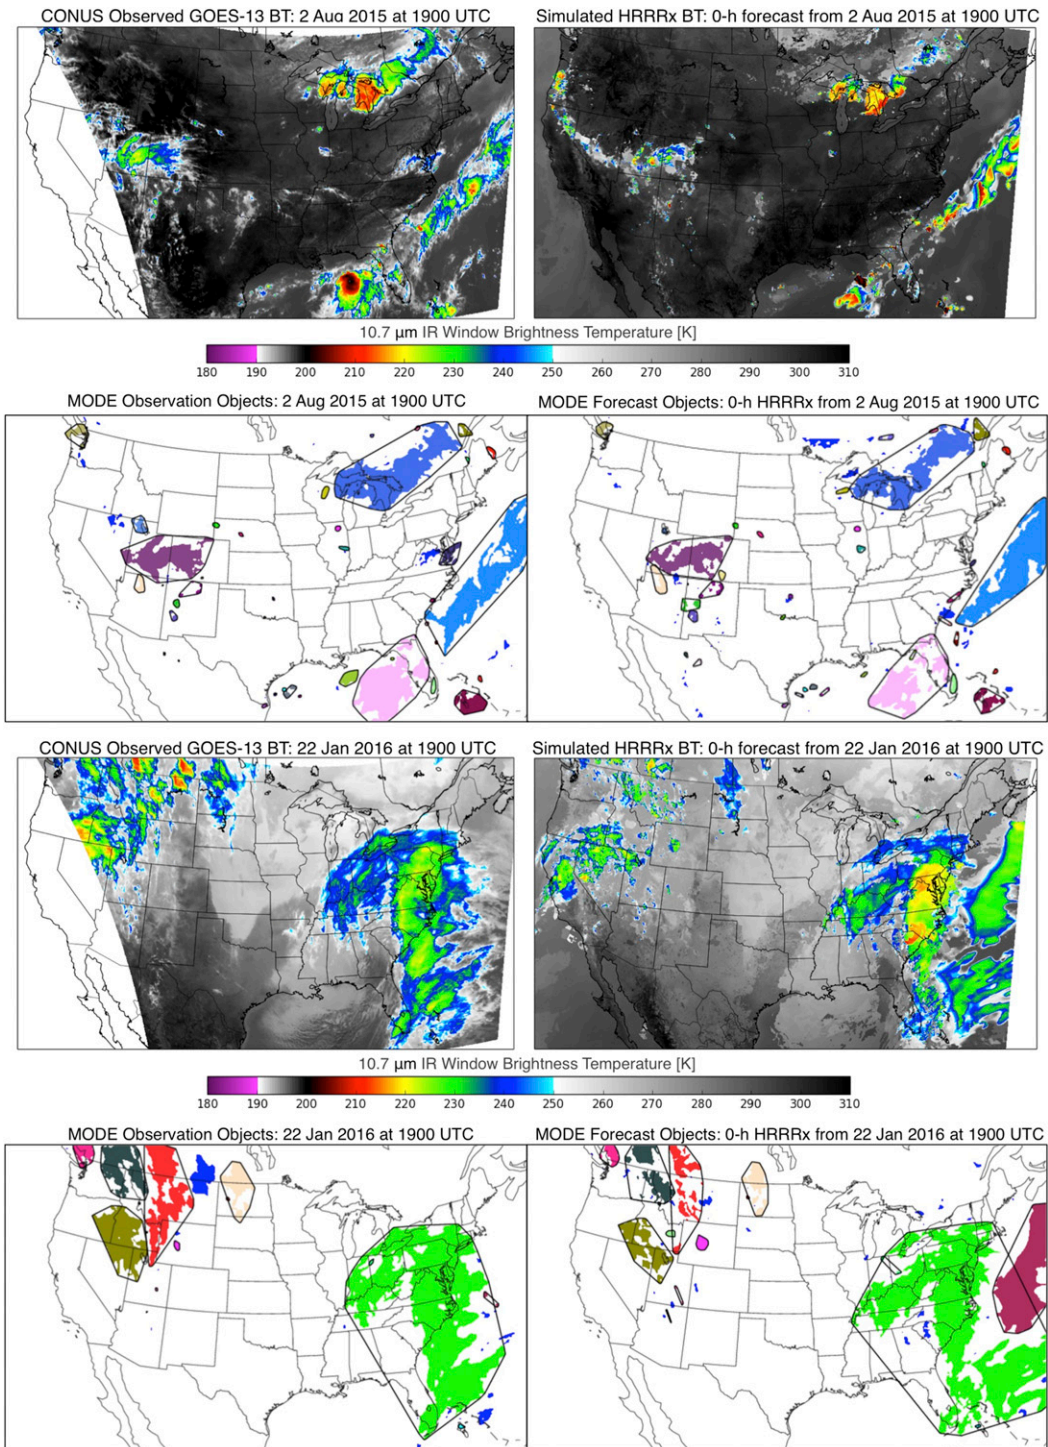 CONUS Observed GOES-13 BT: 2 Aug 2015 at 1900 UTC
Simulated HRRRx BT: 0-h forecast from 2 Aug 2015 at 1900 UTC
10.7 µm IR Window Brightness Temperature [K]
180 190 200 210 220 230 240 250 260 270 280 290 300 310
MODE Observation Objects: 2 Aug 2015 at 1900 UTC
MODE Forecast Objects: 0-h HRRRx from 2 Aug 2015 at 1900 UTC
CONUS Observed GOES-13 BT: 22 Jan 2016 at 1900 UTC
Simulated HRRRx BT: 0-h forecast from 22 Jan 2016 at 1900 UTC
10.7 µm IR Window Brightness Temperature [K]
180 190 200 210 220 230 240 250 260 270 280 290 300 310
MODE Observation Objects: 22 Jan 2016 at 1900 UTC
MODE Forecast Objects: 0-h HRRRx from 22 Jan 2016 at 1900 UTC